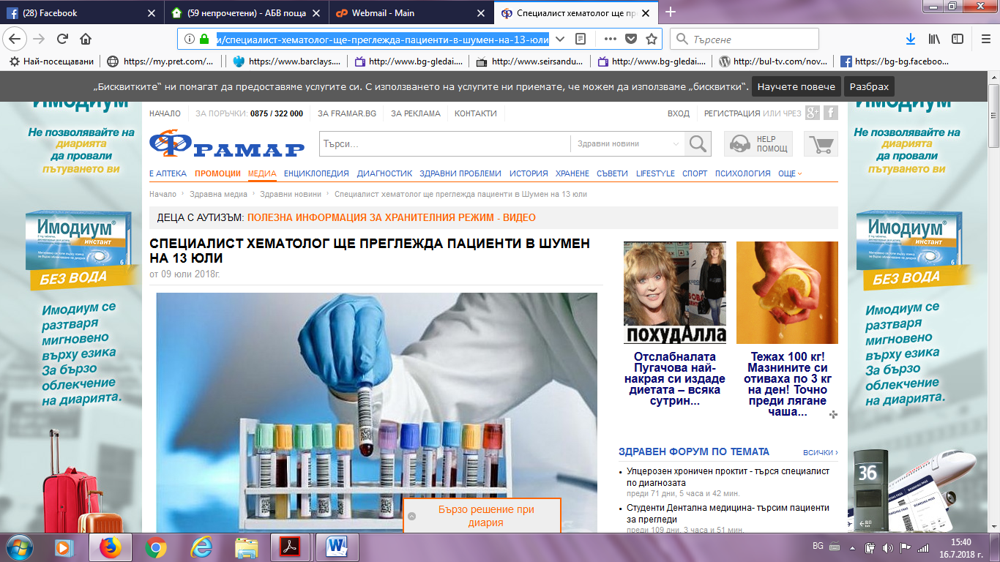 (28) Facebook
(59 непрочетени) - АБВ поща
Webmail - Main
Специалист хематолог ще пр
и/специалист-хематолог-ще-преглежда-пациенти-в-шумен-на-13-юли
Търсене
Най-посещавани
https://my.pret.com/...
https://www.barclays....
http://www.bg-gledai....
http://www.seirsandu...
http://www.bg-gledai....
http://bul-tv.com/nov...
https://bg-bg.faceboo...
„Бисквитките“ ни помагат да предоставяме услугите си. С използването на услугите ни приемате, че можем да използваме „бисквитки“.
Научете повече
Разбрах
Имодиум
Не позволявайте на
диарията
да провали
пътуването ви
Имодиум®
инстант
6
БЕЗ ВОДА
Имодиум се
разтваря
мигновено
върху езика
За бързо
облекчение
на диарията.
НАЧАЛО
ЗА ПОРЪЧКИ: 0875 / 322 000
ЗА FRAMAR.BG
ЗА РЕКЛАМА
КОНТАКТИ
ВХОД
РЕГИСТРАЦИЯ ИЛИ ЧРЕЗ
g+
f
ФРАМАР
Търси...
Здравни новини
HELP
ПОМОЩ
Е АПТЕКА
ПРОМОЦИИ
МЕДИА
ЕНЦИКЛОПЕДИЯ
ДИАГНОСТИК
ЗДРАВНИ ПРОБЛЕМИ
ИСТОРИЯ
ХРАНЕНЕ
СЪВЕТИ
LIFESTYLE
СПОРТ
ПСИХОЛОГИЯ
ОЩЕ
Начало
Здравна медиа
Здравни новини
Специалист хематолог ще преглежда пациенти в Шумен на 13 юли
ДЕЦА С АУТИЗЪМ: ПОЛЕЗНА ИНФОРМАЦИЯ ЗА ХРАНИТЕЛНИЯ РЕЖИМ - ВИДЕО
СПЕЦИАЛИСТ ХЕМАТОЛОГ ЩЕ ПРЕГЛЕЖДА ПАЦИЕНТИ В ШУМЕН
НА 13 ЮЛИ
от 09 юли 2018г.
похудАлла
Отслабналата
Пугачова най-
накрая си издаде
диетата – всяка
сутрин...
Тежах 100 кг!
Мазнините си
отиваха по 3 кг
на ден! Точно
преди лягане
чаша...
ЗДРАВЕН ФОРУМ ПО ТЕМАТА
ВСИЧКИ ›
Улцерозен хроничен проктит - търся специалист
по диагнозата
преди 71 дни, 5 часа и 42 мин.
Студенти Дентална медицина- търсим пациенти
за прегледи
преди 109 дни, 3 часа и 51 мин.
Бързо решение при
диария
Имодиум
Не позволявайте на
диарията
да провали
пътуването ви
Имодиум®
инстант
6
БЕЗ ВОДА
Имодиум се
разтваря
мигновено
върху езика
За бързо
облекчение
на диарията.
36
BOARDING PASS
BG
15:40
16.7.2018 г.